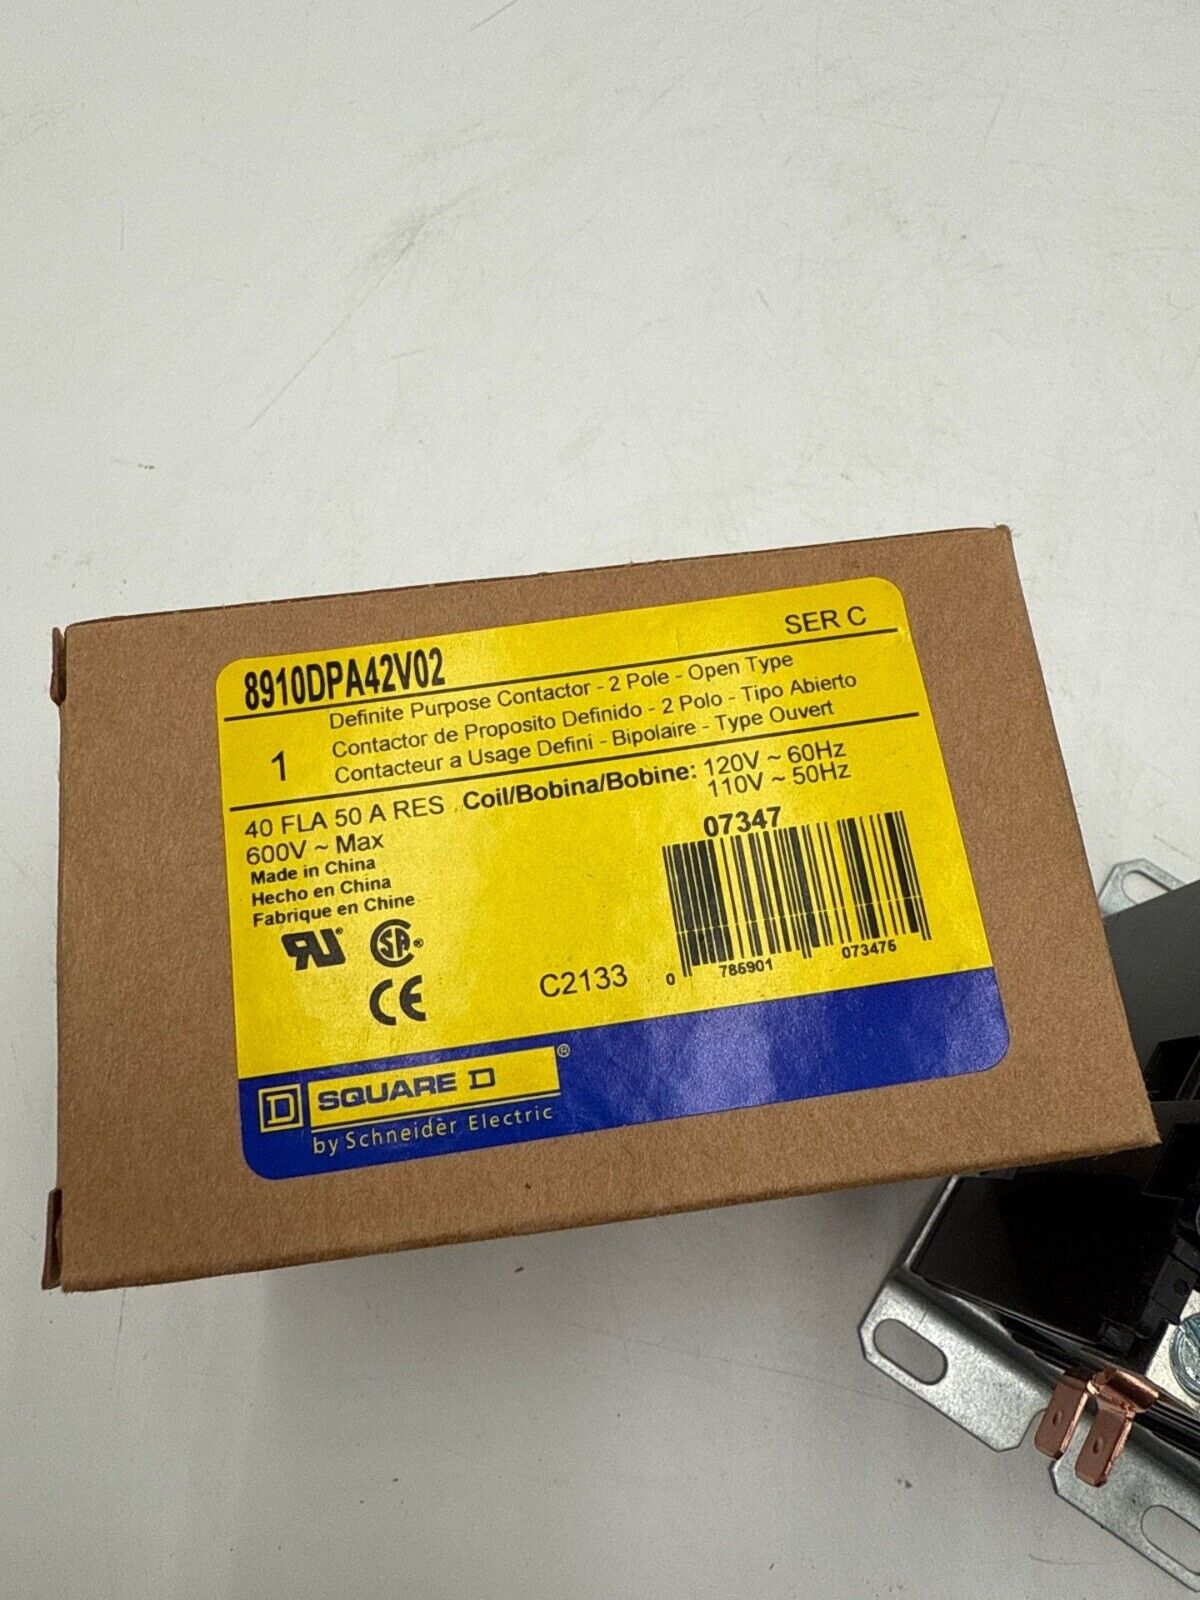 8910DPA42V02
SER C
1
Definite Purpose Contactor - 2 Pole - Open Type
Contactor de Proposito Definido - 2 Polo - Tipo Abierto
Contacteur a Usage Defini - Bipolaire - Type Ouvert
40 FLA 50 A RES
600V ~ Max
Coil/Bobina/Bobine: 120V ~ 60Hz
110V ~ 50Hz
Made in China
Hecho en China
Fabrique en Chine
07347
RU ®
SA ®
CE
C2133
0 785901 073475
D SQUARE D ®
by Schneider Electric